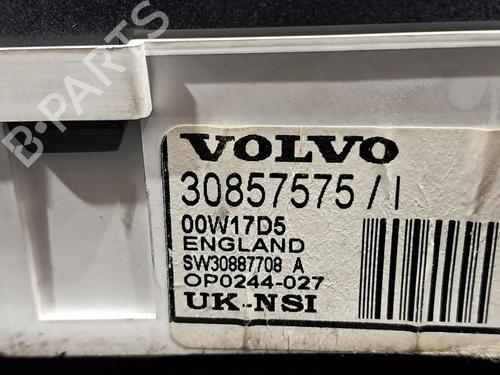 B-PARTS
VOLVO
30857575/I
00W17D5
ENGLAND
SW30887708 A
OP0244-027
UK-NSI